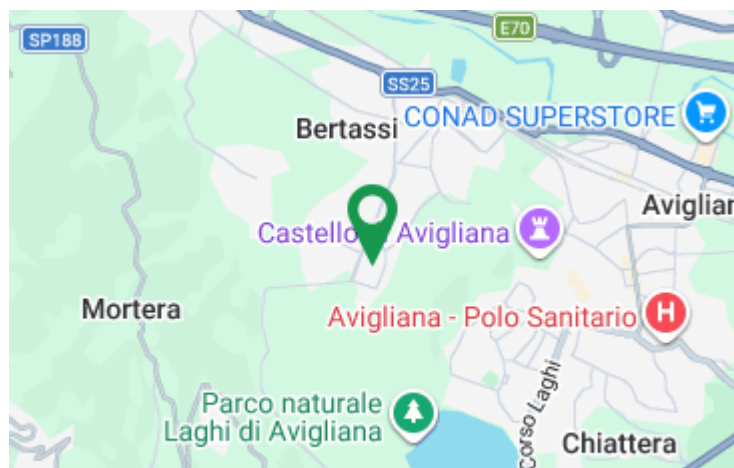 E70
SP188
SS25
CONAD SUPERSTORE
Bertassi
Aviglian
Castello Avigliana
Mortera
Avigliana - Polo Sanitario
H
Corso Laghi
Parco naturale
Laghi di Avigliana
Chiattera